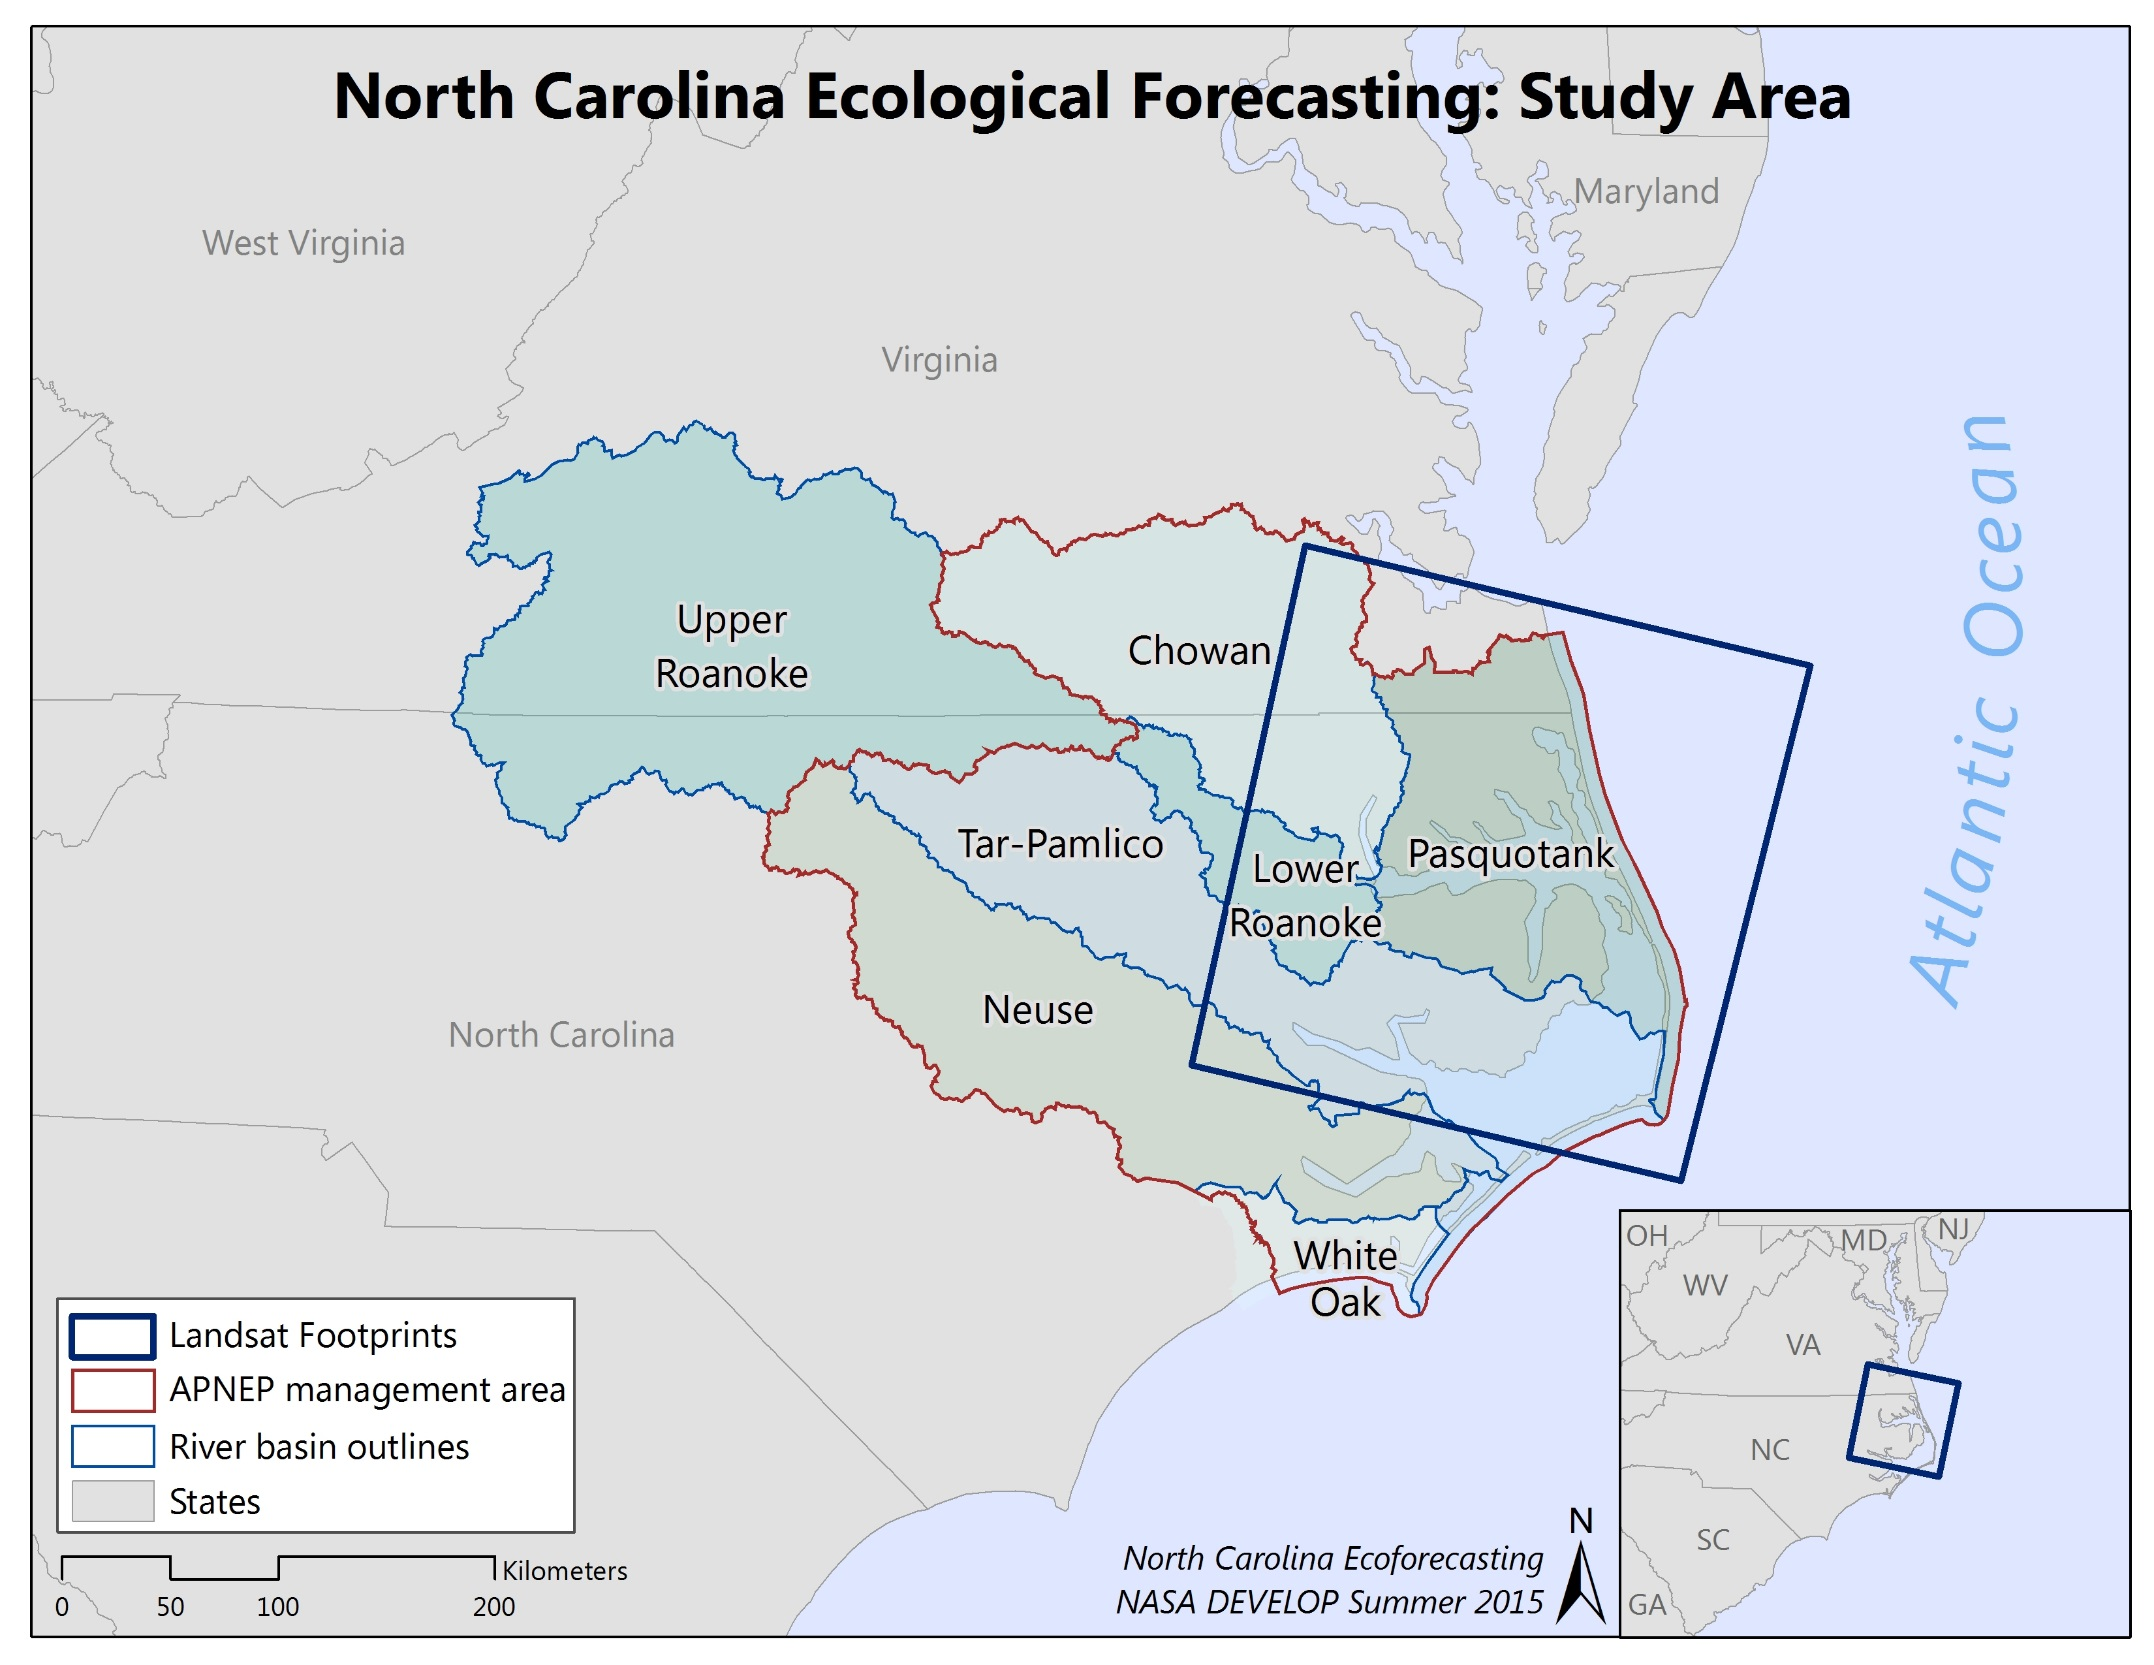 North Carolina Ecological Forecasting: Study Area
Maryland
West Virginia
Virginia
Atlantic Ocean
Upper
Roanoke
Chowan
Tar-Pamlico
Lower
Roanoke
Pasquotank
Neuse
North Carolina
White
Oak
Landsat Footprints
APNEP management area
River basin outlines
States
Kilometers
0 50 100 200
North Carolina Ecoforecasting
NASA DEVELOP Summer 2015
N
OH
MD
NJ
WV
VA
NC
SC
GA